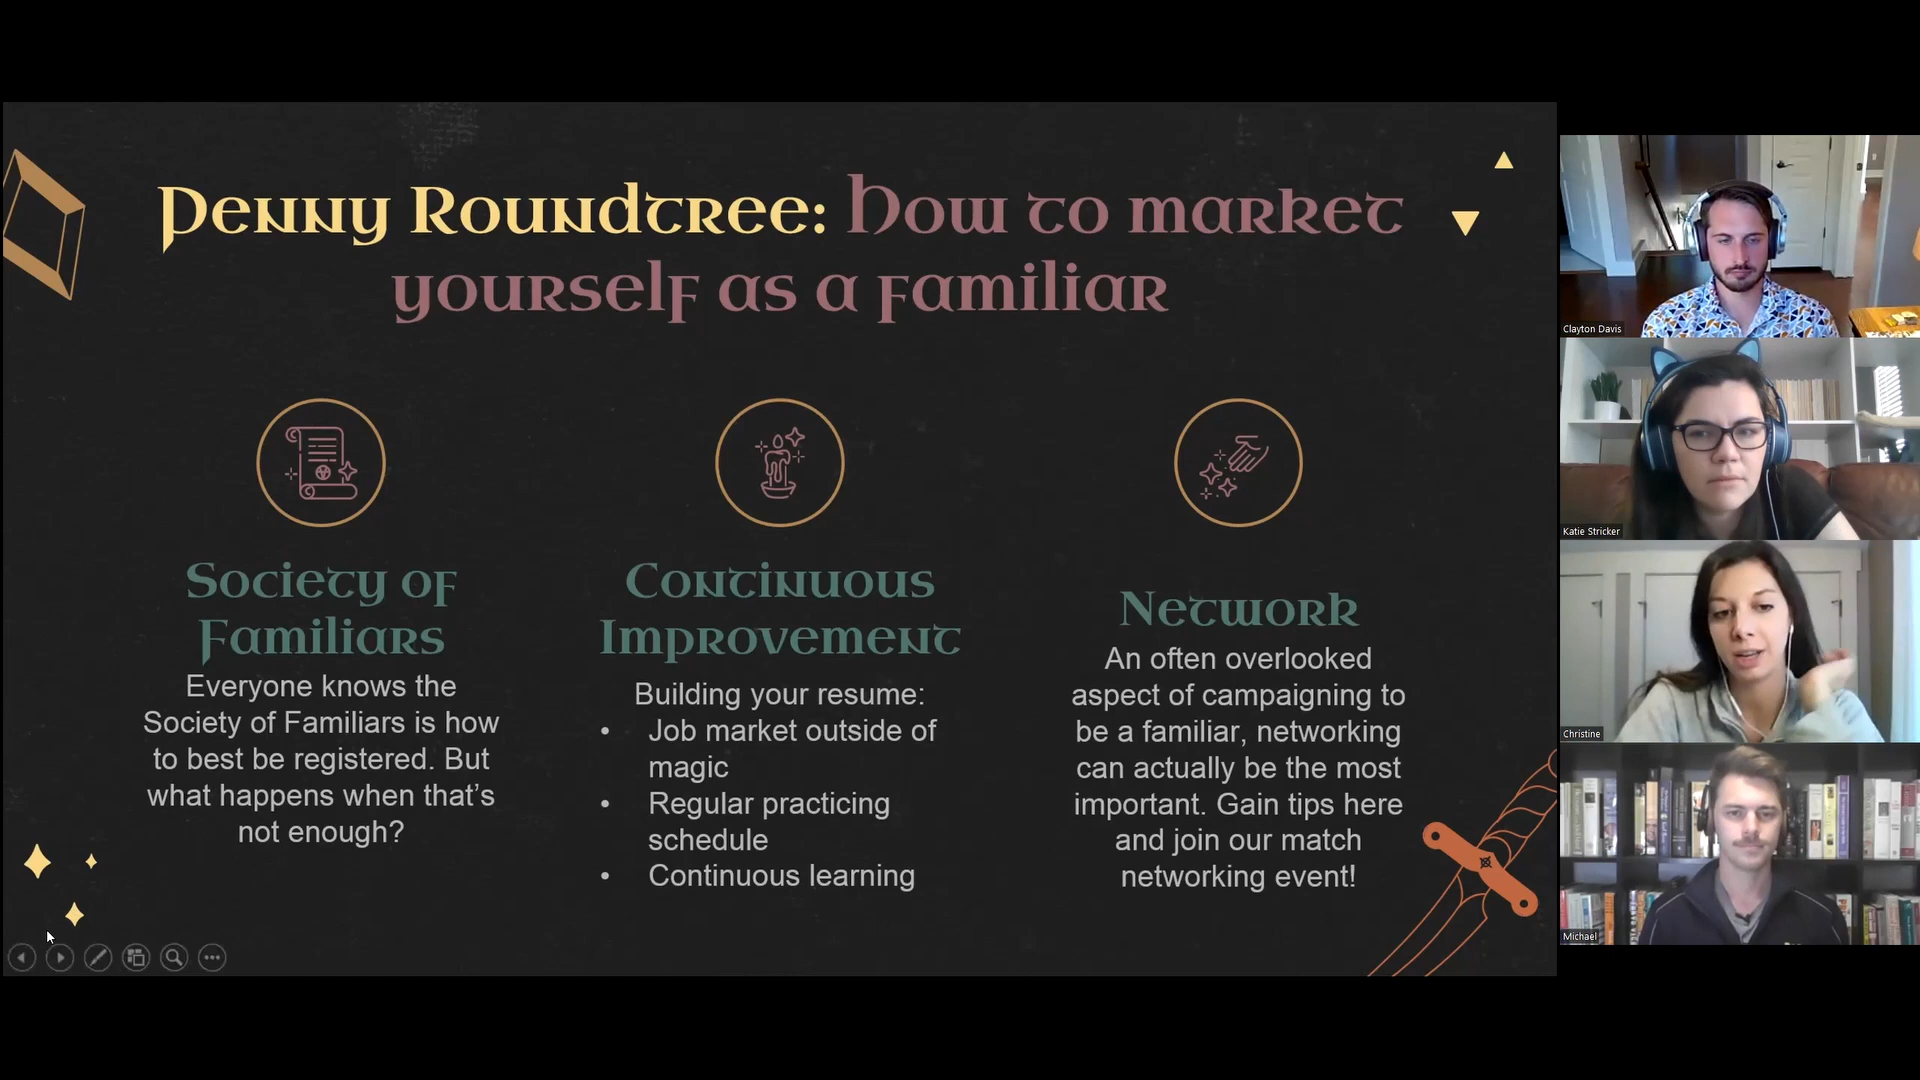 Penny Roundtree: How to market
yourself as a familiar
Society of
Familiars
Everyone knows the
Society of Familiars is how
to best be registered. But
what happens when that’s
not enough?
Continuous
Improvement
Building your resume:
• Job market outside of
magic
• Regular practicing
schedule
• Continuous learning
Network
An often overlooked
aspect of campaigning to
be a familiar, networking
can actually be the most
important. Gain tips here
and join our match
networking event!
Clayton Davis
Katie Stricker
Christine
Michael